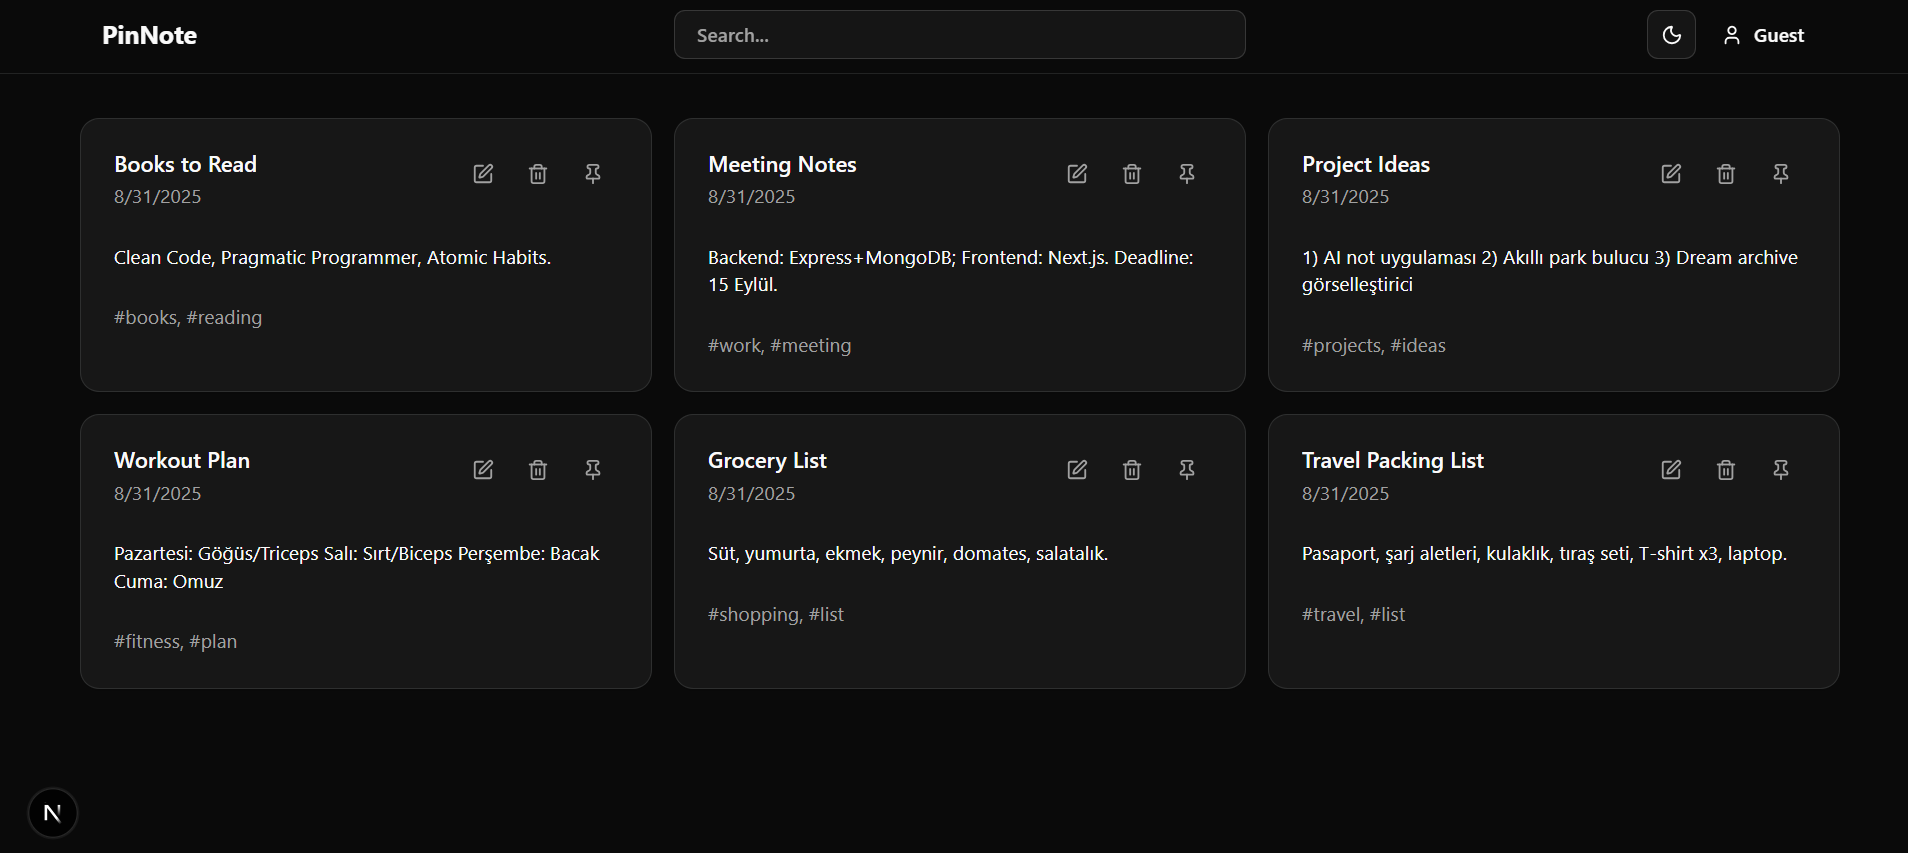 PinNote
Search...
Guest
Books to Read
8/31/2025
Clean Code, Pragmatic Programmer, Atomic Habits.
#books, #reading
Meeting Notes
8/31/2025
Backend: Express+MongoDB; Frontend: Next.js. Deadline:
15 Eylül.
#work, #meeting
Project Ideas
8/31/2025
1) AI not uygulaması 2) Akıllı park bulucu 3) Dream archive
görselleştirici
#projects, #ideas
Workout Plan
8/31/2025
Pazartesi: Göğüs/Triceps Salı: Sırt/Biceps Perşembe: Bacak
Cuma: Omuz
#fitness, #plan
Grocery List
8/31/2025
Süt, yumurta, ekmek, peynir, domates, salatalık.
#shopping, #list
Travel Packing List
8/31/2025
Pasaport, şarj aletleri, kulaklık, tıraş seti, T-shirt x3, laptop.
#travel, #list
N